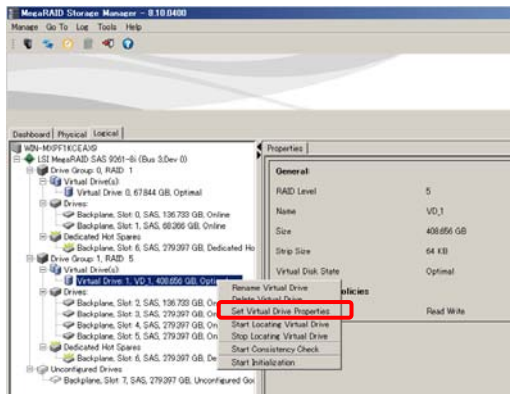 MegaRAID Storage Manager - 8.10.0400
Manage Go To Log Tools Help
Dashboard Physical Logical
WIN-MXPF1KCEAX9
LSI MegaRAID SAS 9261-8i (Bus 3,Dev 0)
Drive Group: 0, RAID 1
Virtual Drive(s)
Virtual Drive: 0, 67.844 GB, Optimal
Drives:
Backplane, Slot: 0, SAS, 136.733 GB, Online
Backplane, Slot: 1, SAS, 68.366 GB, Online
Dedicated Hot Spares
Backplane, Slot: 6, SAS, 279.397 GB, Dedicated Ho
Drive Group: 1, RAID 5
Virtual Drive(s)
Virtual Drive: 1, VD_1, 408.656 GB, Opti
Drives:
Backplane, Slot: 2, SAS, 136.733 GB, On
Backplane, Slot: 3, SAS, 279.397 GB, On
Backplane, Slot: 4, SAS, 279.397 GB, On
Backplane, Slot: 5, SAS, 279.397 GB, On
Dedicated Hot Spares
Backplane, Slot: 6, SAS, 279.397 GB, De
Unconfigured Drives
Backplane, Slot: 7, SAS, 279.397 GB, Unconfigured Goo
Rename Virtual Drive
Delete Virtual Drive
Set Virtual Drive Properties
Start Locating Virtual Drive
Stop Locating Virtual Drive
Start Consistency Check
Start Initialization
Properties
General:
RAID Level 5
Name VD_1
Size 408.656 GB
Strip Size 64 KB
Virtual Disk State Optimal
olicies
Read Write